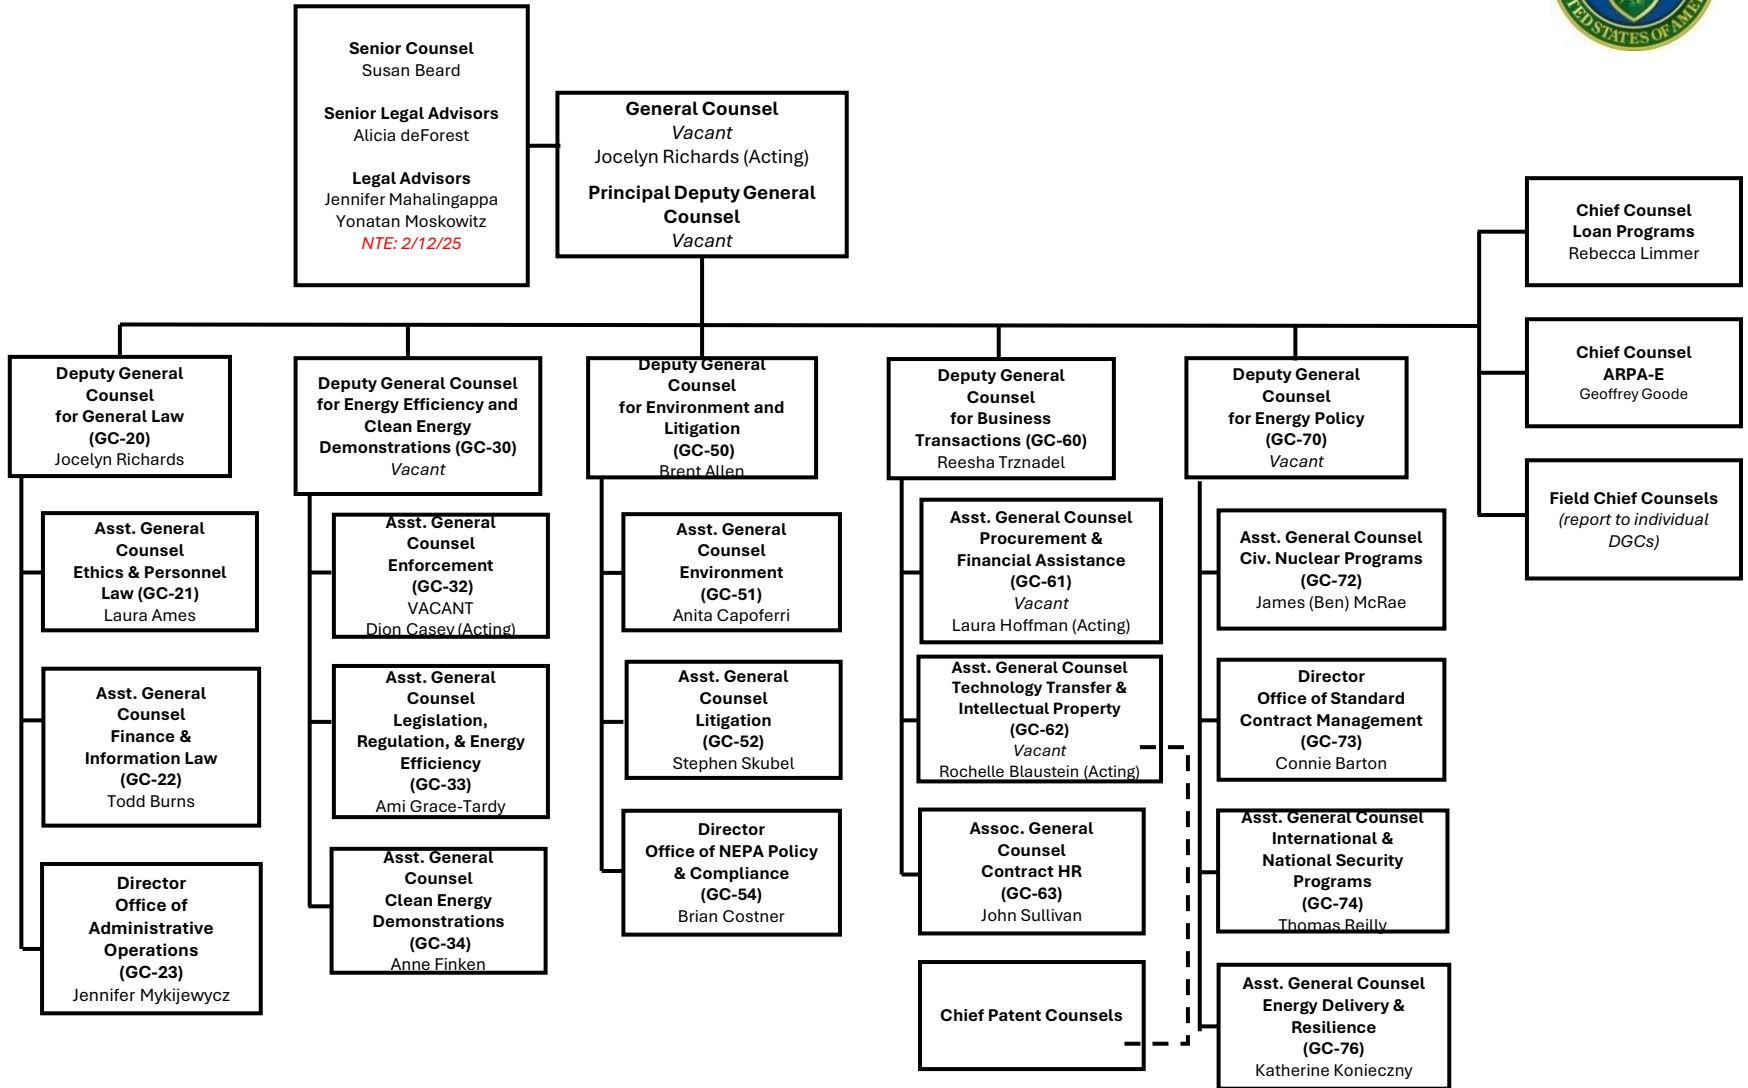 UNITED STATES OF AMERICA
Senior Counsel
Susan Beard
Senior Legal Advisors
Alicia deForest
Legal Advisors
Jennifer Mahalingappa
Yonatan Moskowitz
NTE: 2/12/25
General Counsel
Vacant
Jocelyn Richards (Acting)
Principal Deputy General
Counsel
Vacant
Chief Counsel
Loan Programs
Rebecca Limmer
Chief Counsel
ARPA-E
Geoffrey Goode
Field Chief Counsels
(report to individual
DGCs)
Deputy General
Counsel
for General Law
(GC-20)
Jocelyn Richards
Asst. General
Counsel
Ethics & Personnel
Law (GC-21)
Laura Ames
Asst. General
Counsel
Finance &
Information Law
(GC-22)
Todd Burns
Director
Office of
Administrative
Operations
(GC-23)
Jennifer Mykijewycz
Deputy General Counsel
for Energy Efficiency and
Clean Energy
Demonstrations (GC-30)
Vacant
Asst. General
Counsel
Enforcement
(GC-32)
VACANT
Dion Casey (Acting)
Asst. General
Counsel
Legislation,
Regulation, & Energy
Efficiency
(GC-33)
Ami Grace-Tardy
Asst. General
Counsel
Clean Energy
Demonstrations
(GC-34)
Anne Finken
Deputy General
Counsel
for Environment and
Litigation
(GC-50)
Brent Allen
Asst. General
Counsel
Environment
(GC-51)
Anita Capoferri
Asst. General
Counsel
Litigation
(GC-52)
Stephen Skubel
Director
Office of NEPA Policy
& Compliance
(GC-54)
Brian Costner
Deputy General
Counsel
for Business
Transactions (GC-60)
Reesha Trznadel
Asst. General Counsel
Procurement &
Financial Assistance
(GC-61)
Vacant
Laura Hoffman (Acting)
Asst. General Counsel
Technology Transfer &
Intellectual Property
(GC-62)
Vacant
Rochelle Blaustein (Acting)
Assoc. General
Counsel
Contract HR
(GC-63)
John Sullivan
Chief Patent Counsels
Deputy General
Counsel
for Energy Policy
(GC-70)
Vacant
Asst. General Counsel
Civ. Nuclear Programs
(GC-72)
James (Ben) McRae
Director
Office of Standard
Contract Management
(GC-73)
Connie Barton
Asst. General Counsel
International &
National Security
Programs
(GC-74)
Thomas Reilly
Asst. General Counsel
Energy Delivery &
Resilience
(GC-76)
Katherine Konieczny